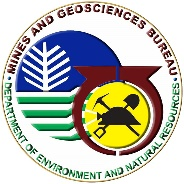 MINES AND GEOSCIENCES BUREAU
DEPARTMENT OF ENVIRONMENT AND NATURAL RESOURCES